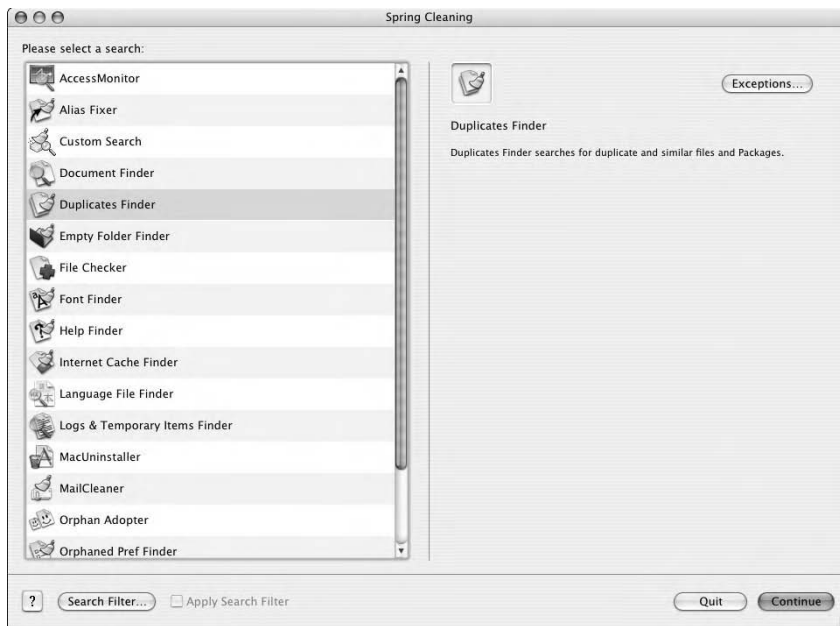 Spring Cleaning
Please select a search:
AccessMonitor
Alias Fixer
Custom Search
Document Finder
Duplicates Finder
Empty Folder Finder
File Checker
Font Finder
Help Finder
Internet Cache Finder
Language File Finder
Logs & Temporary Items Finder
MacUninstaller
MailCleaner
Orphan Adopter
Orphaned Pref Finder
Exceptions...
Duplicates Finder
Duplicates Finder searches for duplicate and similar files and Packages.
? Search Filter... Apply Search Filter Quit Continue